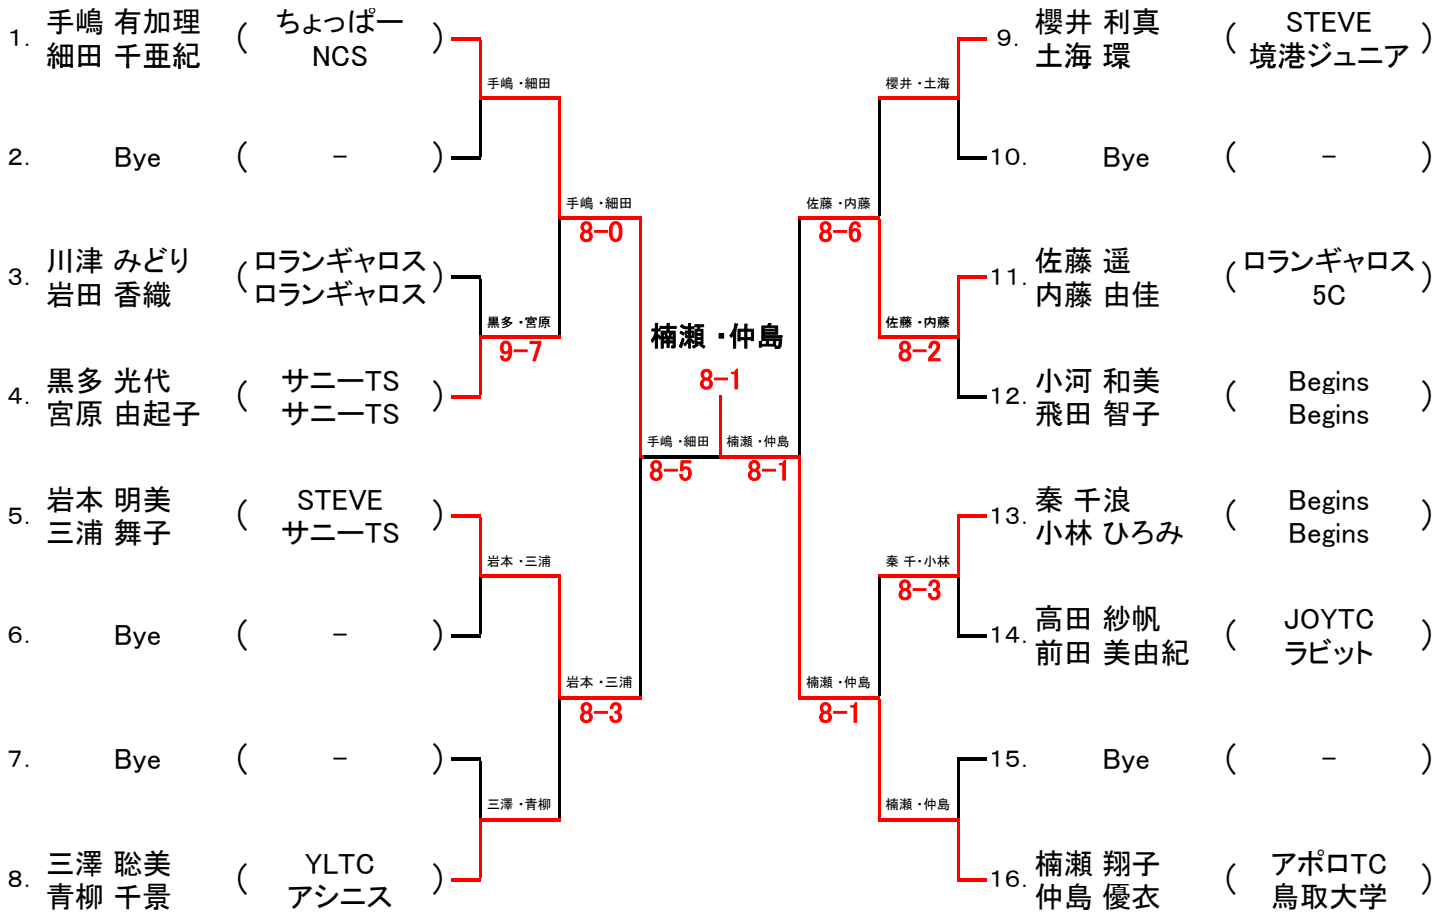 1. 手嶋 有加理 ( ちょっぱー )
細田 千亜紀 NCS
手嶋・細田
2. Bye ( - )
手嶋・細田
8-0
3. 川津 みどり (ロランギャロス)
岩田 香織 ロランギャロス
黒多・宮原
9-7
4. 黒多 光代 ( サニーTS )
宮原 由起子 サニーTS
手嶋・細田
8-5
5. 岩本 明美 ( STEVE )
三浦 舞子 サニーTS
岩本・三浦
6. Bye ( - )
岩本・三浦
8-3
7. Bye ( - )
三澤・青柳
8. 三澤 聡美 ( YLTC )
青柳 千景 アシニス
楠瀬・仲島
8-1
9. 櫻井 利真 ( STEVE )
土海 環 境港ジュニア
櫻井・土海
10. Bye ( - )
佐藤・内藤
8-6
11. 佐藤 遥 (ロランギャロス)
内藤 由佳 5C
佐藤・内藤
8-2
12. 小河 和美 ( Begins )
飛田 智子 Begins
楠瀬・仲島
8-1
13. 秦 千浪 ( Begins )
小林 ひろみ Begins
秦 千・小林
8-3
14. 高田 紗帆 ( JOYTC )
前田 美由紀 ラビット
楠瀬・仲島
8-1
15. Bye ( - )
楠瀬・仲島
16. 楠瀬 翔子 ( アポロTC )
仲島 優衣 鳥取大学